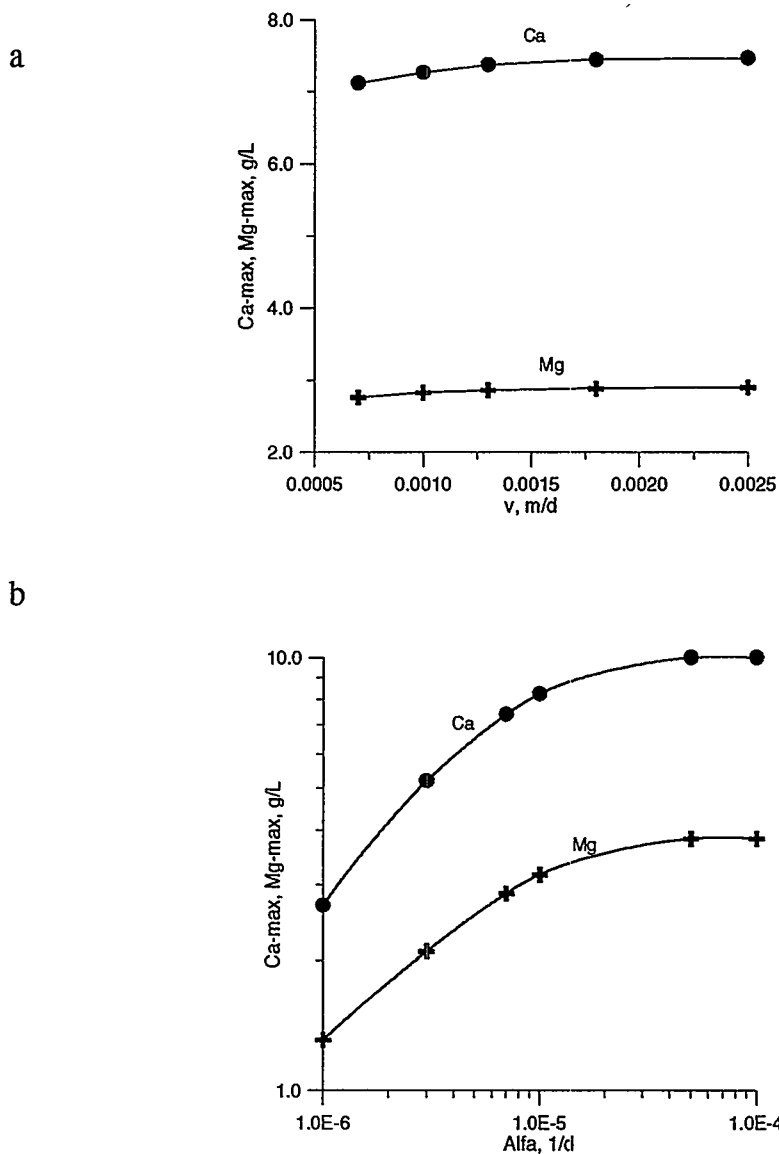 a
8.0
Ca
6.0
Ca-max, Mg-max, g/L
4.0
Mg
2.0
0.0005 0.0010 0.0015 0.0020 0.0025
v, m/d
b
10.0
Ca
Ca-max, Mg-max, g/L
Mg
1.0
1.0E-6 1.0E-5 1.0E-4
Alfa, 1/d